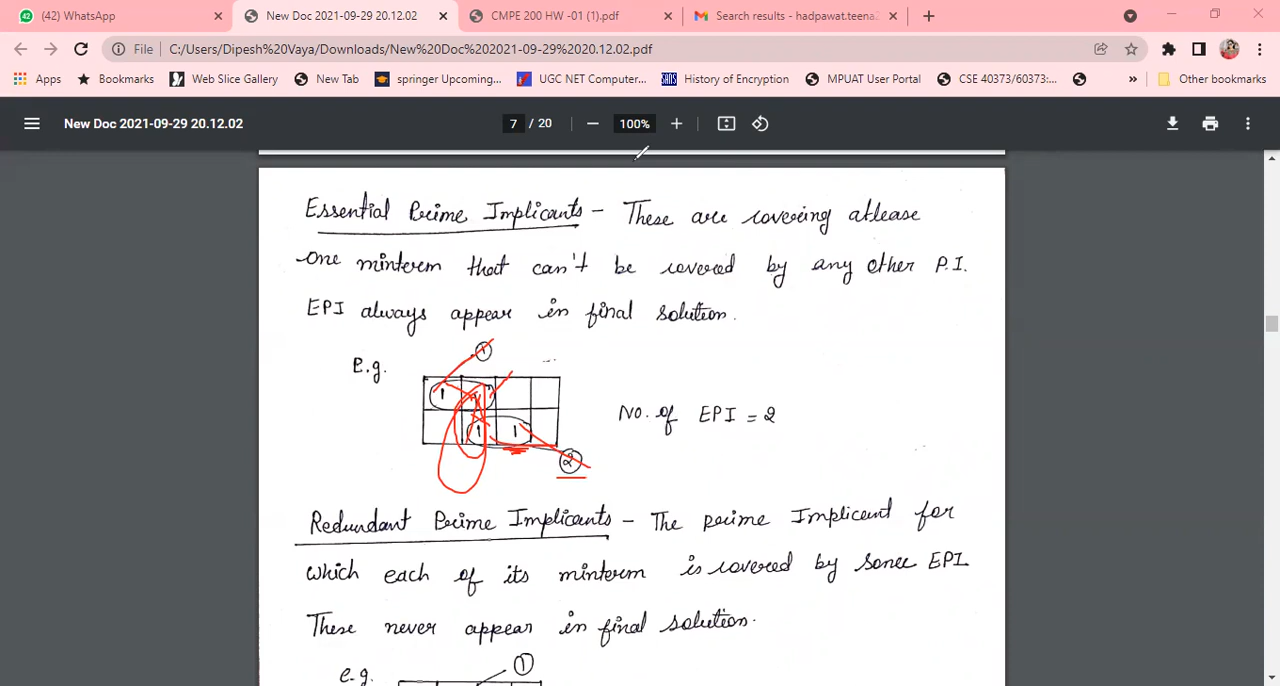 (42) WhatsApp
New Doc 2021-09-29 20.12.02
CMPE 200 HW -01 (1).pdf
Search results - hadpawat.teena2
File
C:/Users/Dipesh%20Vaya/Downloads/New%20Doc%202021-09-29%2020.12.02.pdf
Apps
Bookmarks
Web Slice Gallery
New Tab
springer Upcoming...
UGC NET Computer...
History of Encryption
MPUAT User Portal
CSE 40373/60373:...
Other bookmarks
New Doc 2021-09-29 20.12.02
7 / 20
100%
Essential Prime Implicants - These are covering atlease
one minterm that can't be covered by any other P.I.
EPI always appear in final solution.
e.g.
1
1
1 1
2
No. of EPI = 2
Redundant Prime Implicants - The prime Implicent for
which each of its minterm is covered by some EPI.
These never appear in final solution.
e.g.
1